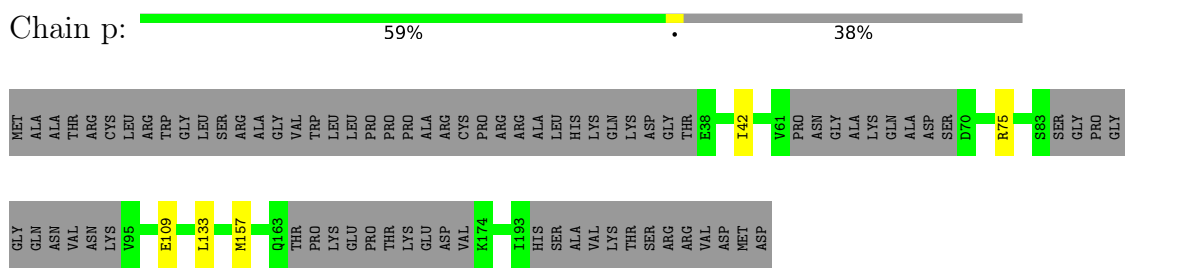 Chain p:
59% • 38%
MET ALA ALA THR ARG CYS LEU ARG TRP GLY LEU SER ARG ALA GLY VAL TRP LEU LEU PRO PRO PRO ALA ARG CYS PRO ARG ARG ALA LEU HIS LYS GLN LYS ASP GLY THR E38 I42 V61 PRO ASN GLY ALA LYS GLN ALA ASP SER D70 R75 S83 SER GLY PRO GLY
GLY GLN ASN VAL ASN LYS V95 E109 L133 M157 Q163 THR PRO LYS GLU PRO THR LYS GLU ASP VAL K174 I193 HIS SER ALA VAL LYS THR SER ARG ARG VAL ASP MET ASP